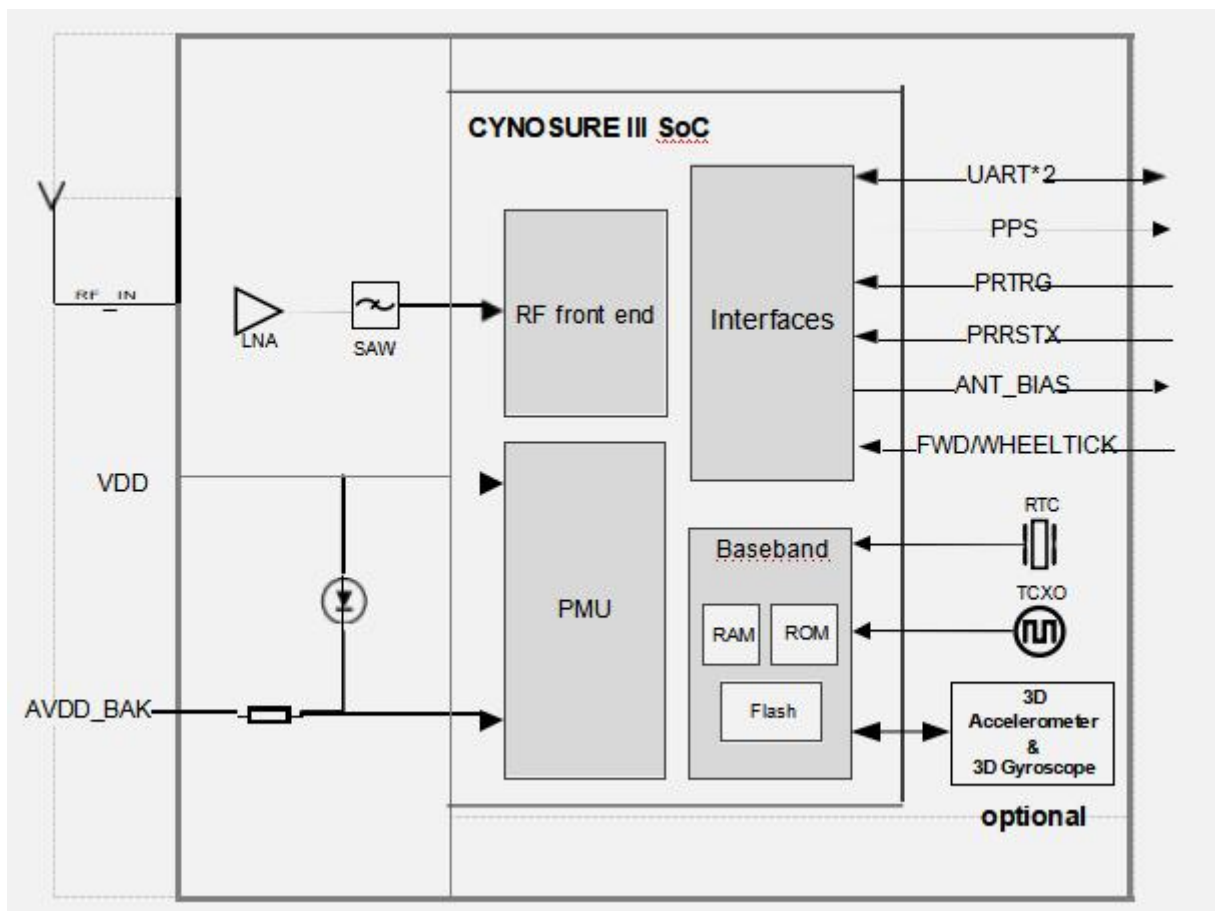 CYNOSURE III SoC
UART*2
PPS
RF_IN
PRTRG
RF front end
Interfaces
LNA
SAW
PRRSTX
ANT_BIAS
FWD/WHEELTICK
VDD
RTC
Baseband
TCXO
PMU
RAM
ROM
AVDD_BAK
Flash
3D
Accelerometer
&
3D Gyroscope
optional